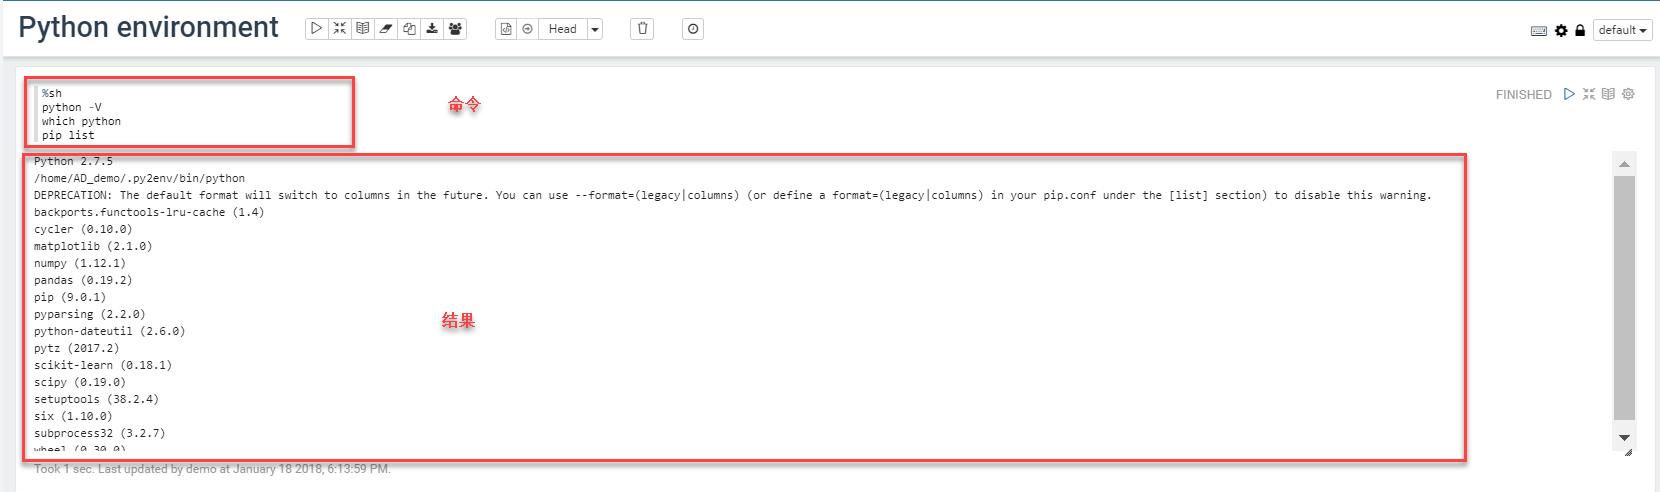 Python environment
Head
default
%sh
python -V
which python
pip list
命令
FINISHED
Python 2.7.5
/home/AD_demo/.py2env/bin/python
DEPRECATION: The default format will switch to columns in the future. You can use --format=(legacy|columns) (or define a format=(legacy|columns) in your pip.conf under the [list] section) to disable this warning.
backports.functools-lru-cache (1.4)
cycler (0.10.0)
matplotlib (2.1.0)
numpy (1.12.1)
pandas (0.19.2)
pip (9.0.1)
pyparsing (2.2.0)
结果
python-dateutil (2.6.0)
pytz (2017.2)
scikit-learn (0.18.1)
scipy (0.19.0)
setuptools (38.2.4)
six (1.10.0)
subprocess32 (3.2.7)
wheel (0.30.0)
Took 1 sec. Last updated by demo at January 18 2018, 6:13:59 PM.